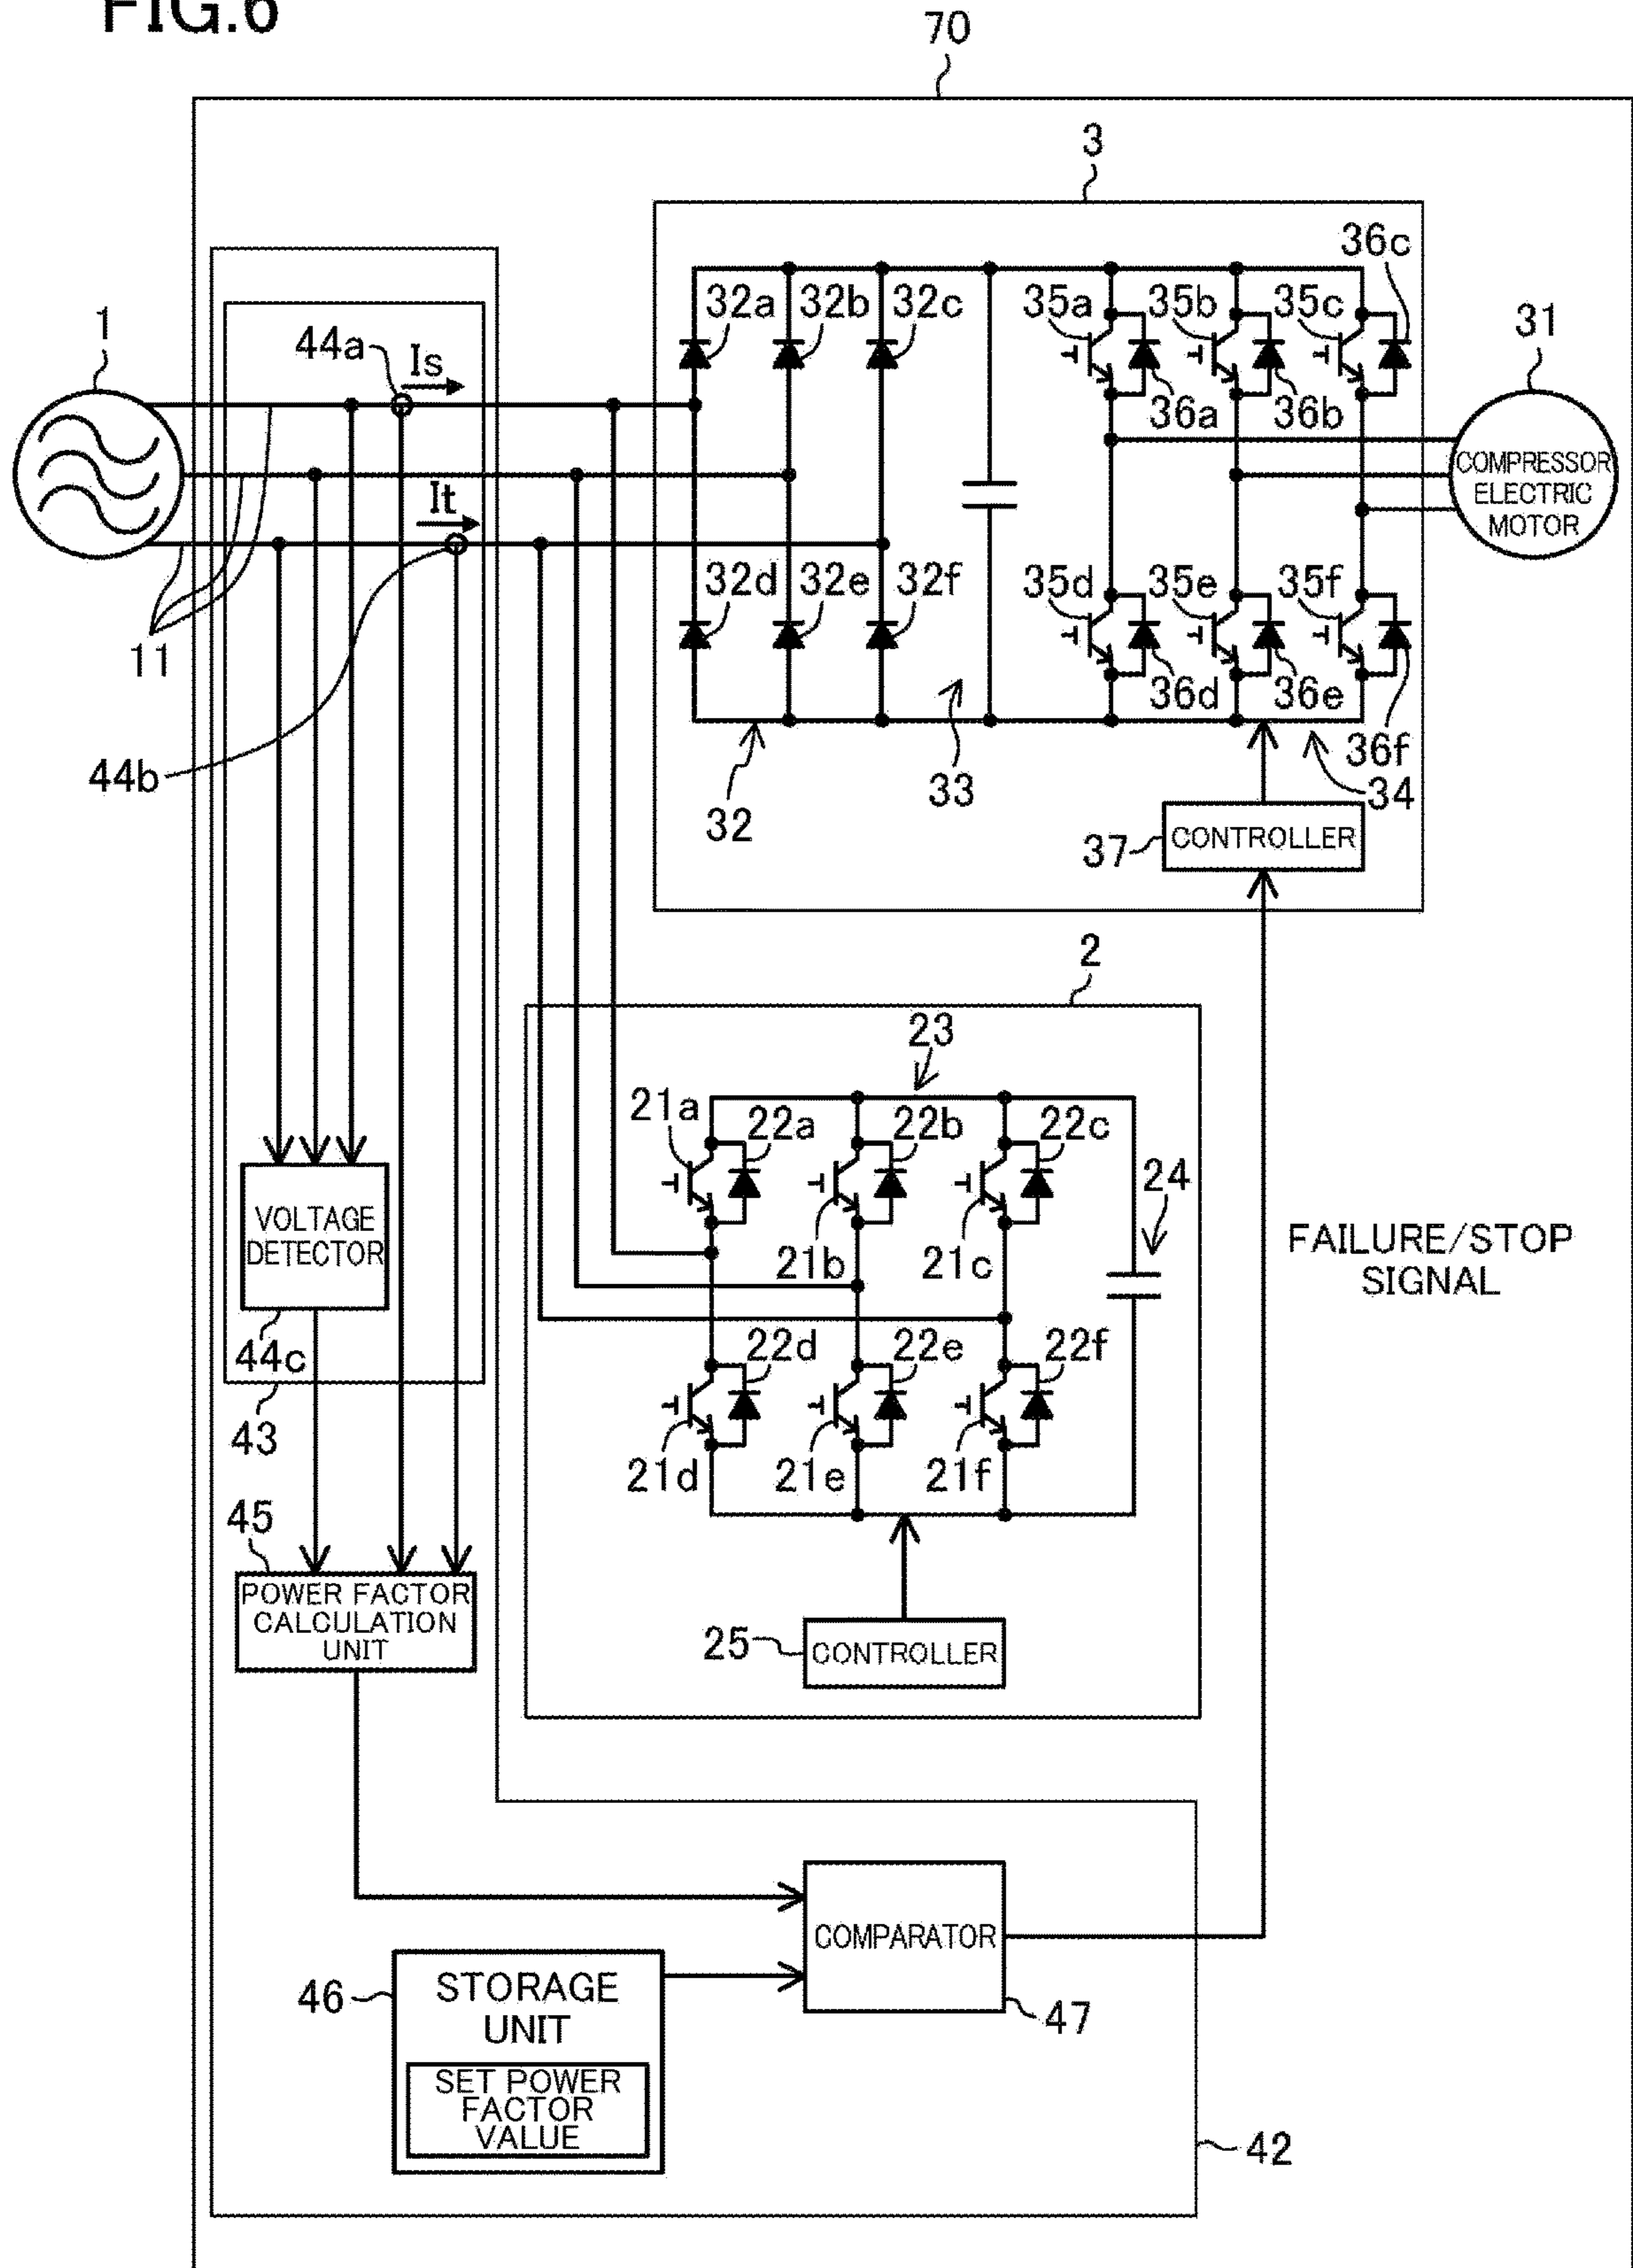 FIG.6
70
3
36c
32a
32b
32c
35a
35b
35c
31
1
44a
Is
36a
36b
COMPRESSOR
ELECTRIC
MOTOR
It
32d
32e
32f
35d
35e
35f
11
36d
36e
36f
44b
33
34
32
37
CONTROLLER
2
23
21a
22a
22b
22c
24
VOLTAGE
DETECTOR
21b
21c
FAILURE/STOP
SIGNAL
44c
22d
22e
22f
43
21d
21e
21f
45
POWER FACTOR
CALCULATION
UNIT
25
CONTROLLER
COMPARATOR
46
STORAGE
UNIT
47
SET POWER
FACTOR
VALUE
42